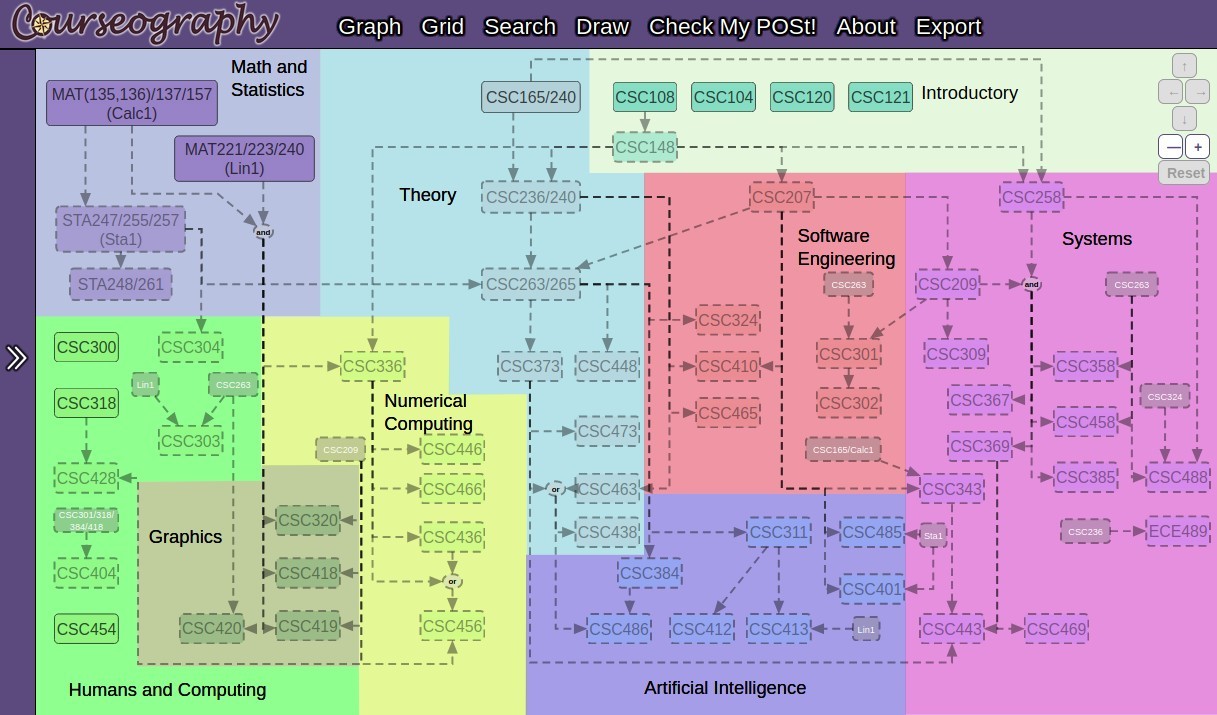 Courseography
Graph Grid Search Draw Check My POSt! About Export
Math and
Statistics
MAT(135,136)/137/157
(Calc1)
MAT221/223/240
(Lin1)
STA247/255/257
(Sta1)
and
STA248/261
CSC165/240
CSC108
CSC104
CSC120
CSC121
Introductory
CSC148
↑
←
→
↓
—
+
Reset
Theory
CSC236/240
CSC263/265
CSC373
CSC448
CSC473
or
CSC463
CSC438
CSC207
Software
Engineering
CSC263
CSC324
CSC410
CSC465
CSC301
CSC302
CSC165/Calc1
CSC258
Systems
CSC209
and
CSC263
CSC309
CSC358
CSC367
CSC324
CSC458
CSC369
CSC385
CSC488
CSC343
Sta1
CSC236
ECE489
CSC443
CSC469
CSC300
CSC304
Lin1
CSC263
CSC318
CSC303
CSC428
CSC301/318/
384/418
CSC404
CSC454
Humans and Computing
Graphics
CSC320
CSC418
CSC420
CSC419
CSC336
Numerical
Computing
CSC209
CSC446
CSC466
CSC436
or
CSC456
CSC311
CSC485
CSC384
CSC401
CSC486
CSC412
CSC413
Lin1
Artificial Intelligence